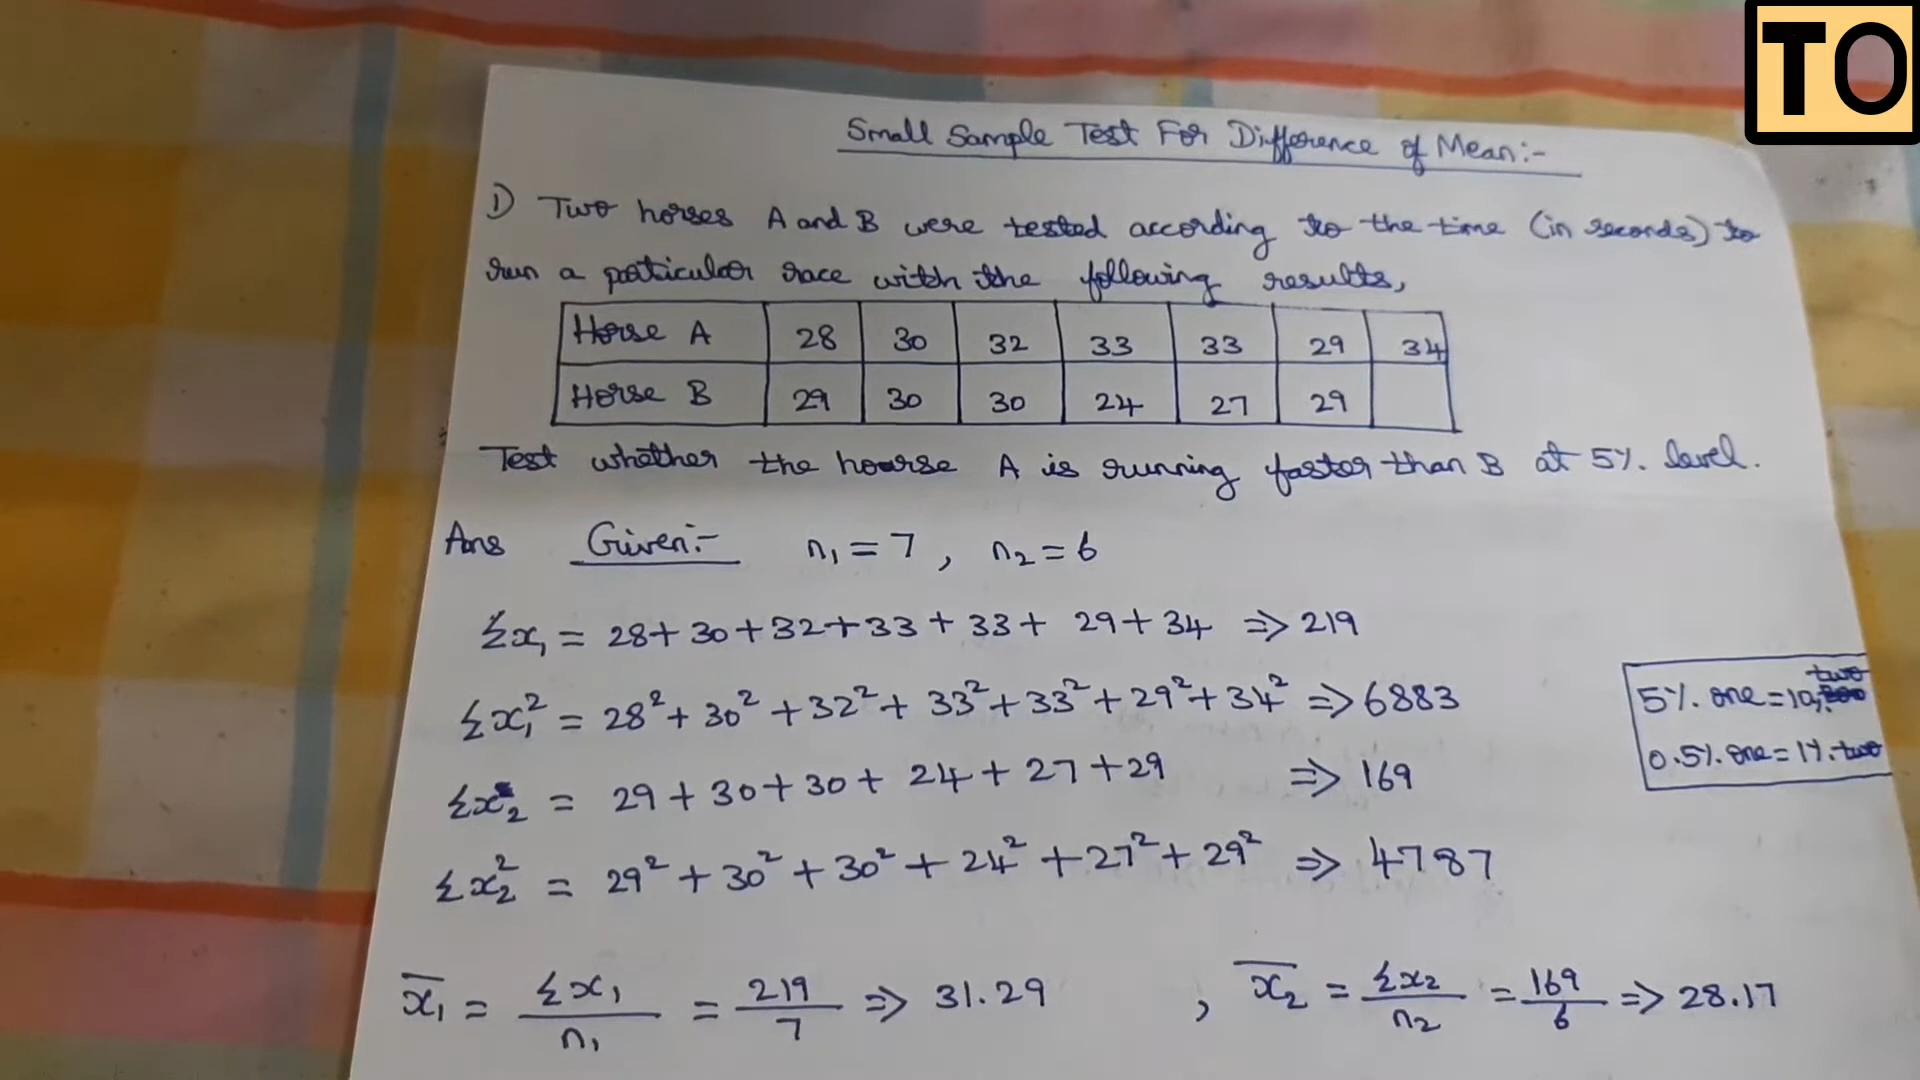 TO
Small Sample Test For Difference of Mean:-
1) Two horses A and B were tested according to the time (in seconds) to
run a particular race with the following results,
Horse A 28 30 32 33 33 29 34
Horse B 29 30 30 24 27 29
Test whether the hoarse A is running faster than B at 5%. level.
Ans Given:- n₁ = 7, n₂ = 6
Σx₁ = 28+30+32+33+33+29+34 => 219
Σx₁² = 28²+30²+32²+33²+33²+29²+34² => 6883
Σx₂ = 29+30+30+24+27+29 => 169
Σx₂² = 29²+30²+30²+24²+27²+29² => 4787
two
5%. one = 10%.
0.5%. one = 1%. two
x̄₁ = Σx₁/n₁ = 219/7 => 31.29, x̄₂ = Σx₂/n₂ = 169/6 => 28.17